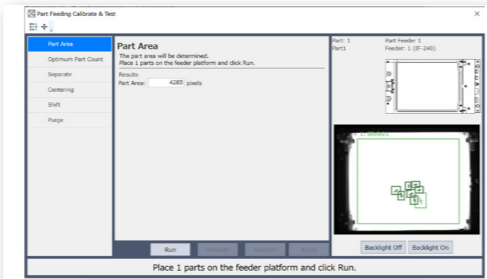 Part Feeding Calibrate & Test
Part Area
Optimum Part Count
Separate
Centering
Shift
Purge
Part Area
The part area will be determined.
Place 1 parts on the feeder platform and click Run.
Results
Part Area: 4205 pixels
Run
Part: 1
Part1
Part Feeder 1
Feeder: 1 (IF-240)
Backlight Off
Backlight On
Place 1 parts on the feeder platform and click Run.